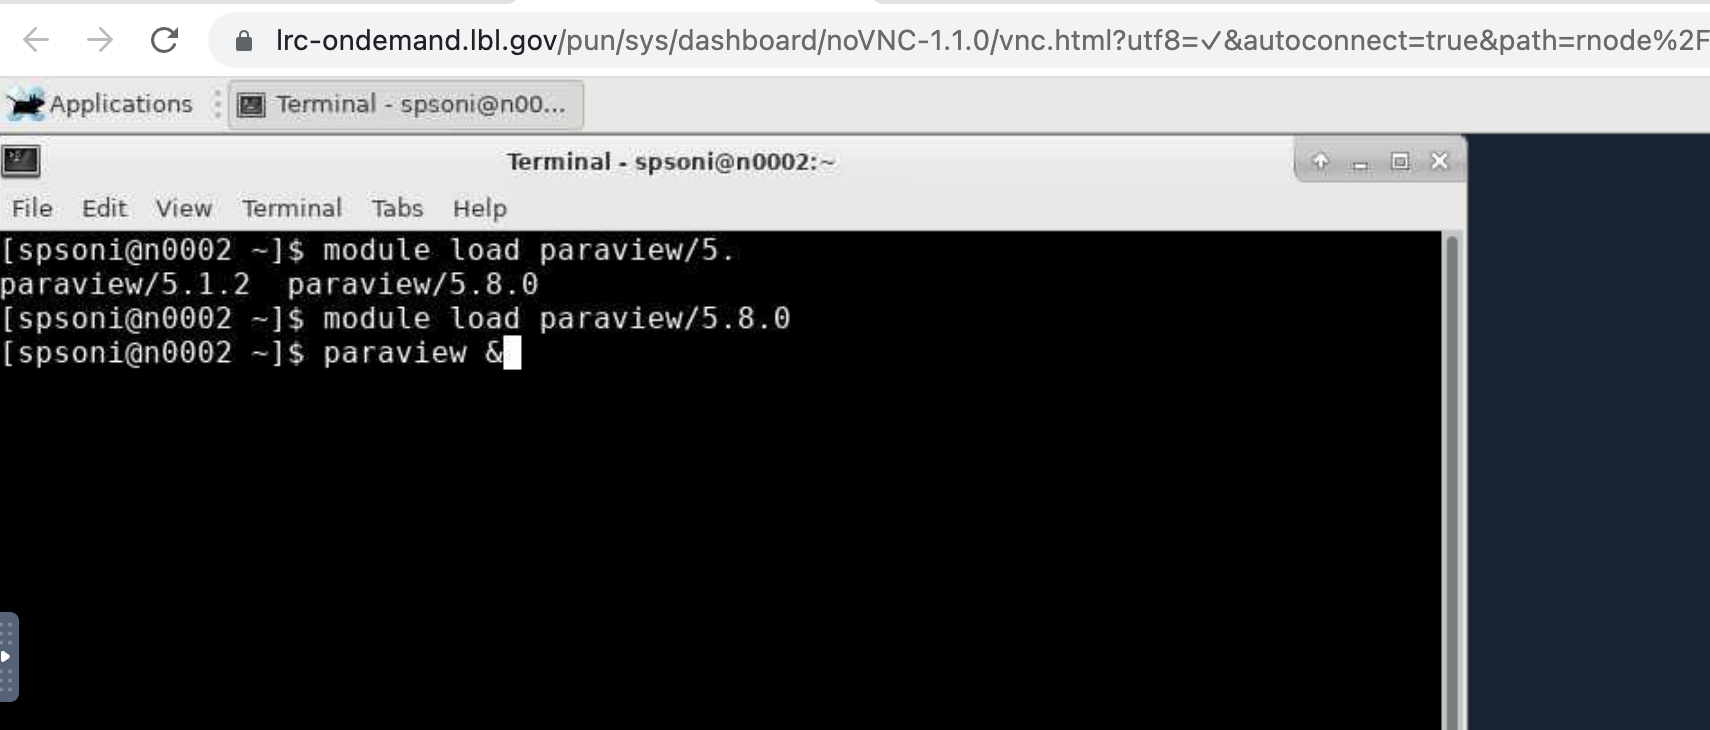 lrc-ondemand.lbl.gov/pun/sys/dashboard/noVNC-1.1.0/vnc.html?utf8=✓&autoconnect=true&path=rnode%2F
Applications
Terminal - spsoni@n00...
Terminal - spsoni@n0002:~
File Edit View Terminal Tabs Help
[spsoni@n0002 ~]$ module load paraview/5.
paraview/5.1.2  paraview/5.8.0
[spsoni@n0002 ~]$ module load paraview/5.8.0
[spsoni@n0002 ~]$ paraview &